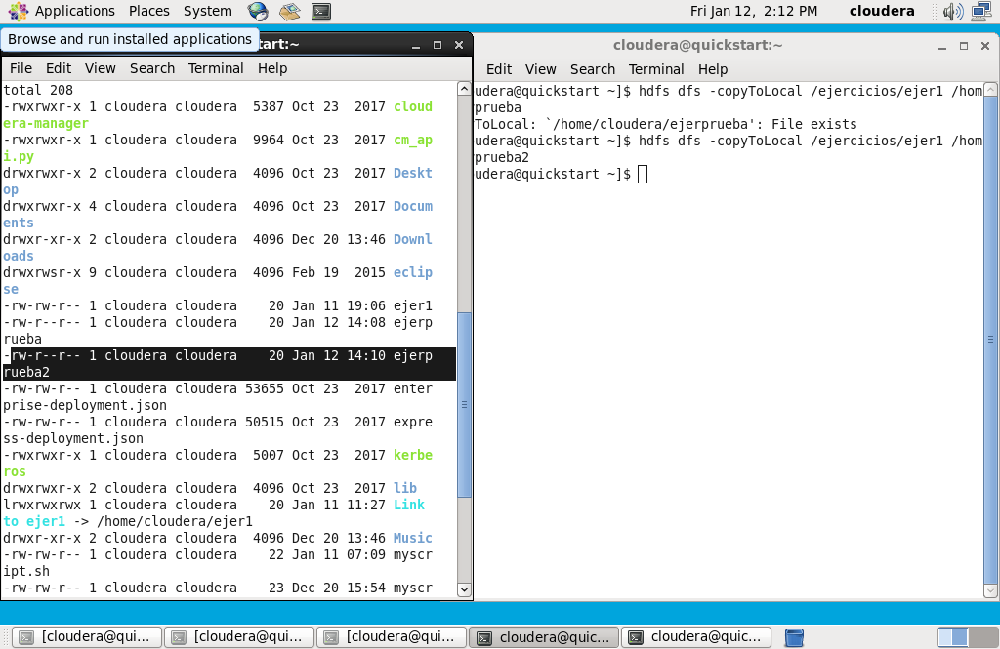 Applications Places System Fri Jan 12, 2:12 PM cloudera
Browse and run installed applications
start:~
File Edit View Search Terminal Help
total 208
-rwxrwxr-x 1 cloudera cloudera 5387 Oct 23 2017 cloud
era-manager
-rwxrwxr-x 1 cloudera cloudera 9964 Oct 23 2017 cm_ap
i.py
drwxrwxr-x 2 cloudera cloudera 4096 Oct 23 2017 Deskt
op
drwxrwxr-x 4 cloudera cloudera 4096 Oct 23 2017 Docum
ents
drwxr-xr-x 2 cloudera cloudera 4096 Dec 20 13:46 Downl
oads
drwxrwsr-x 9 cloudera cloudera 4096 Feb 19 2015 eclip
se
-rw-rw-r-- 1 cloudera cloudera 20 Jan 11 19:06 ejer1
-rw-r--r-- 1 cloudera cloudera 20 Jan 12 14:08 ejerp
rueba
-rw-r--r-- 1 cloudera cloudera 20 Jan 12 14:10 ejerp
rueba2
-rw-rw-r-- 1 cloudera cloudera 53655 Oct 23 2017 enter
prise-deployment.json
-rw-rw-r-- 1 cloudera cloudera 50515 Oct 23 2017 expre
ss-deployment.json
-rwxrwxr-x 1 cloudera cloudera 5007 Oct 23 2017 kerbe
ros
drwxrwxr-x 2 cloudera cloudera 4096 Oct 23 2017 lib
lrwxrwxrwx 1 cloudera cloudera 20 Jan 11 11:27 Link
to ejer1 -> /home/cloudera/ejer1
drwxr-xr-x 2 cloudera cloudera 4096 Dec 20 13:46 Music
-rw-rw-r-- 1 cloudera cloudera 22 Jan 11 07:09 myscr
ipt.sh
-rw-rw-r-- 1 cloudera cloudera 23 Dec 20 15:54 myscr
cloudera@quickstart:~
Edit View Search Terminal Help
udera@quickstart ~]$ hdfs dfs -copyToLocal /ejercicios/ejer1 /hom
prueba
ToLocal: `/home/cloudera/ejerprueba': File exists
udera@quickstart ~]$ hdfs dfs -copyToLocal /ejercicios/ejer1 /hom
prueba2
udera@quickstart ~]$
[cloudera@qui... [cloudera@qui... [cloudera@qui... cloudera@quic... cloudera@quic...